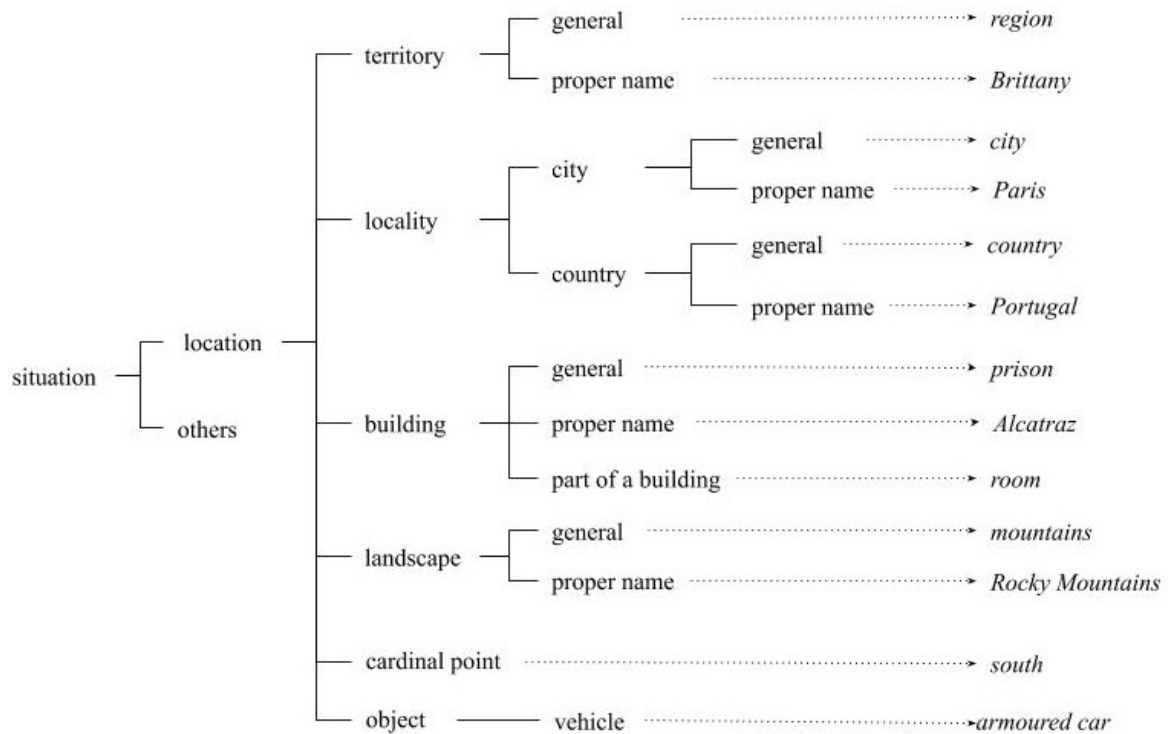 general region
territory
proper name Brittany
general city
city
proper name Paris
locality
general country
country
proper name Portugal
location
general prison
situation
building proper name Alcatraz
others
part of a building room
general mountains
landscape
proper name Rocky Mountains
cardinal point south
object vehicle armoured car